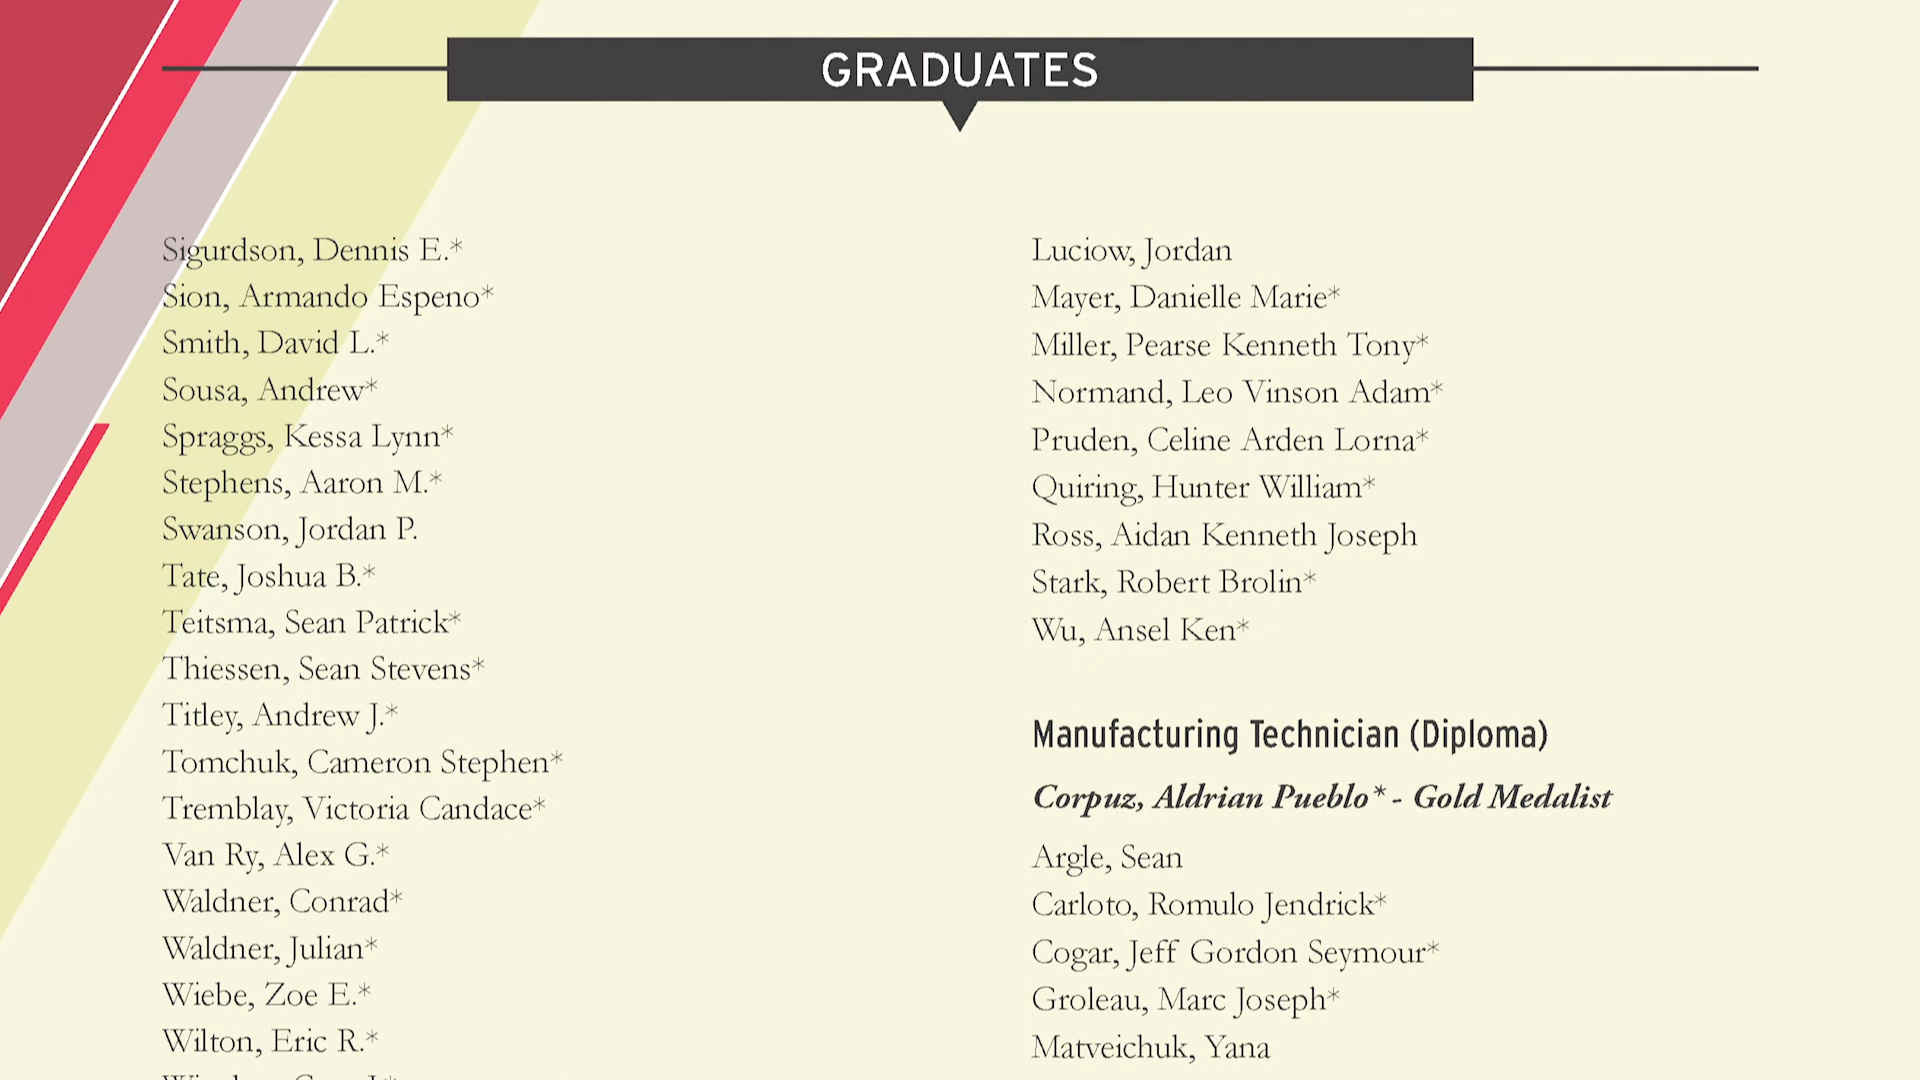 GRADUATES
Sigurdson, Dennis E.*
Sion, Armando Espeno*
Smith, David L.*
Sousa, Andrew*
Spraggs, Kessa Lynn*
Stephens, Aaron M.*
Swanson, Jordan P.
Tate, Joshua B.*
Teitsma, Sean Patrick*
Thiessen, Sean Stevens*
Titley, Andrew J.*
Tomchuk, Cameron Stephen*
Tremblay, Victoria Candace*
Van Ry, Alex G.*
Waldner, Conrad*
Waldner, Julian*
Wiebe, Zoe E.*
Wilton, Eric R.*
Luciow, Jordan
Mayer, Danielle Marie*
Miller, Pearse Kenneth Tony*
Normand, Leo Vinson Adam*
Pruden, Celine Arden Lorna*
Quiring, Hunter William*
Ross, Aidan Kenneth Joseph
Stark, Robert Brolin*
Wu, Ansel Ken*
Manufacturing Technician (Diploma)
Corpuz, Aldrian Pueblo* - Gold Medalist
Argle, Sean
Carloto, Romulo Jendrick*
Cogar, Jeff Gordon Seymour*
Groleau, Marc Joseph*
Matveichuk, Yana